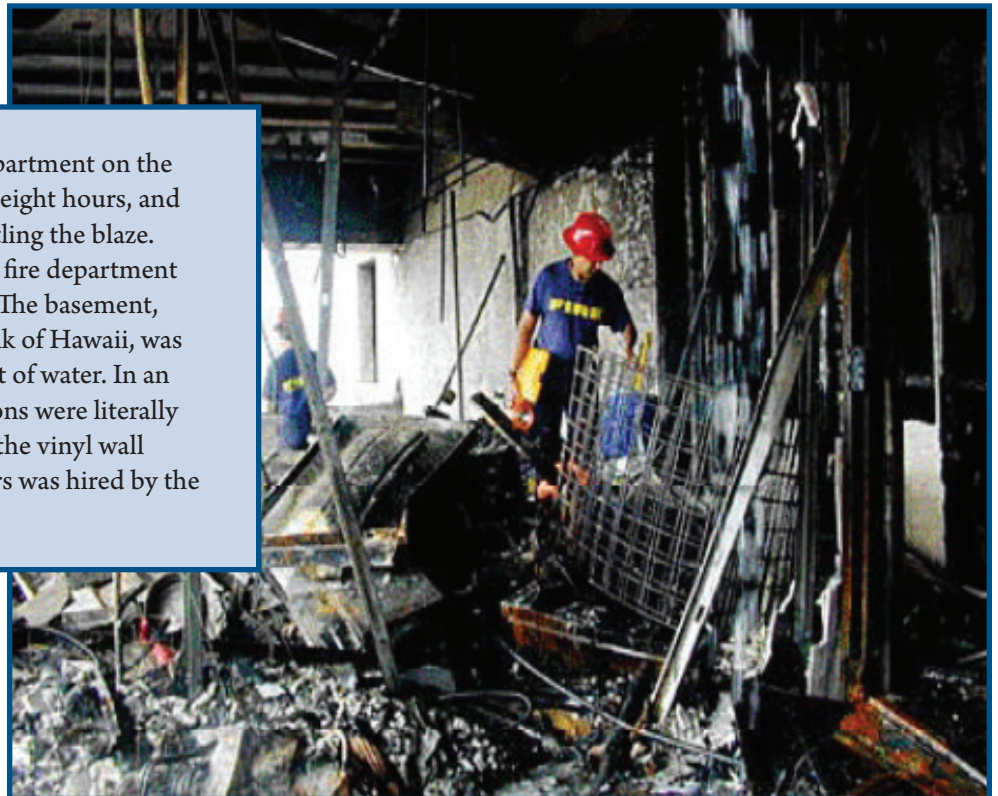 partment on the
eight hours, and
ling the blaze.
fire department
The basement,
k of Hawaii, was
t of water. In an
ons were literally
the vinyl wall
rs was hired by the
FIRE